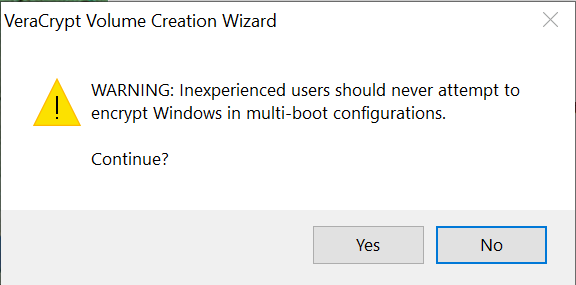 VeraCrypt Volume Creation Wizard
WARNING: Inexperienced users should never attempt to
encrypt Windows in multi-boot configurations.
Continue?
Yes
No